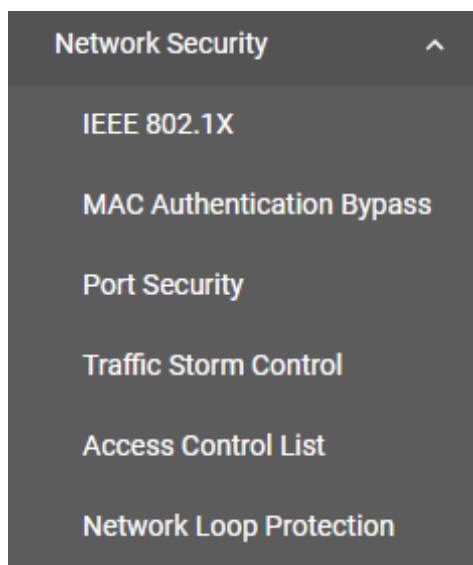 Network Security
IEEE 802.1X
MAC Authentication Bypass
Port Security
Traffic Storm Control
Access Control List
Network Loop Protection